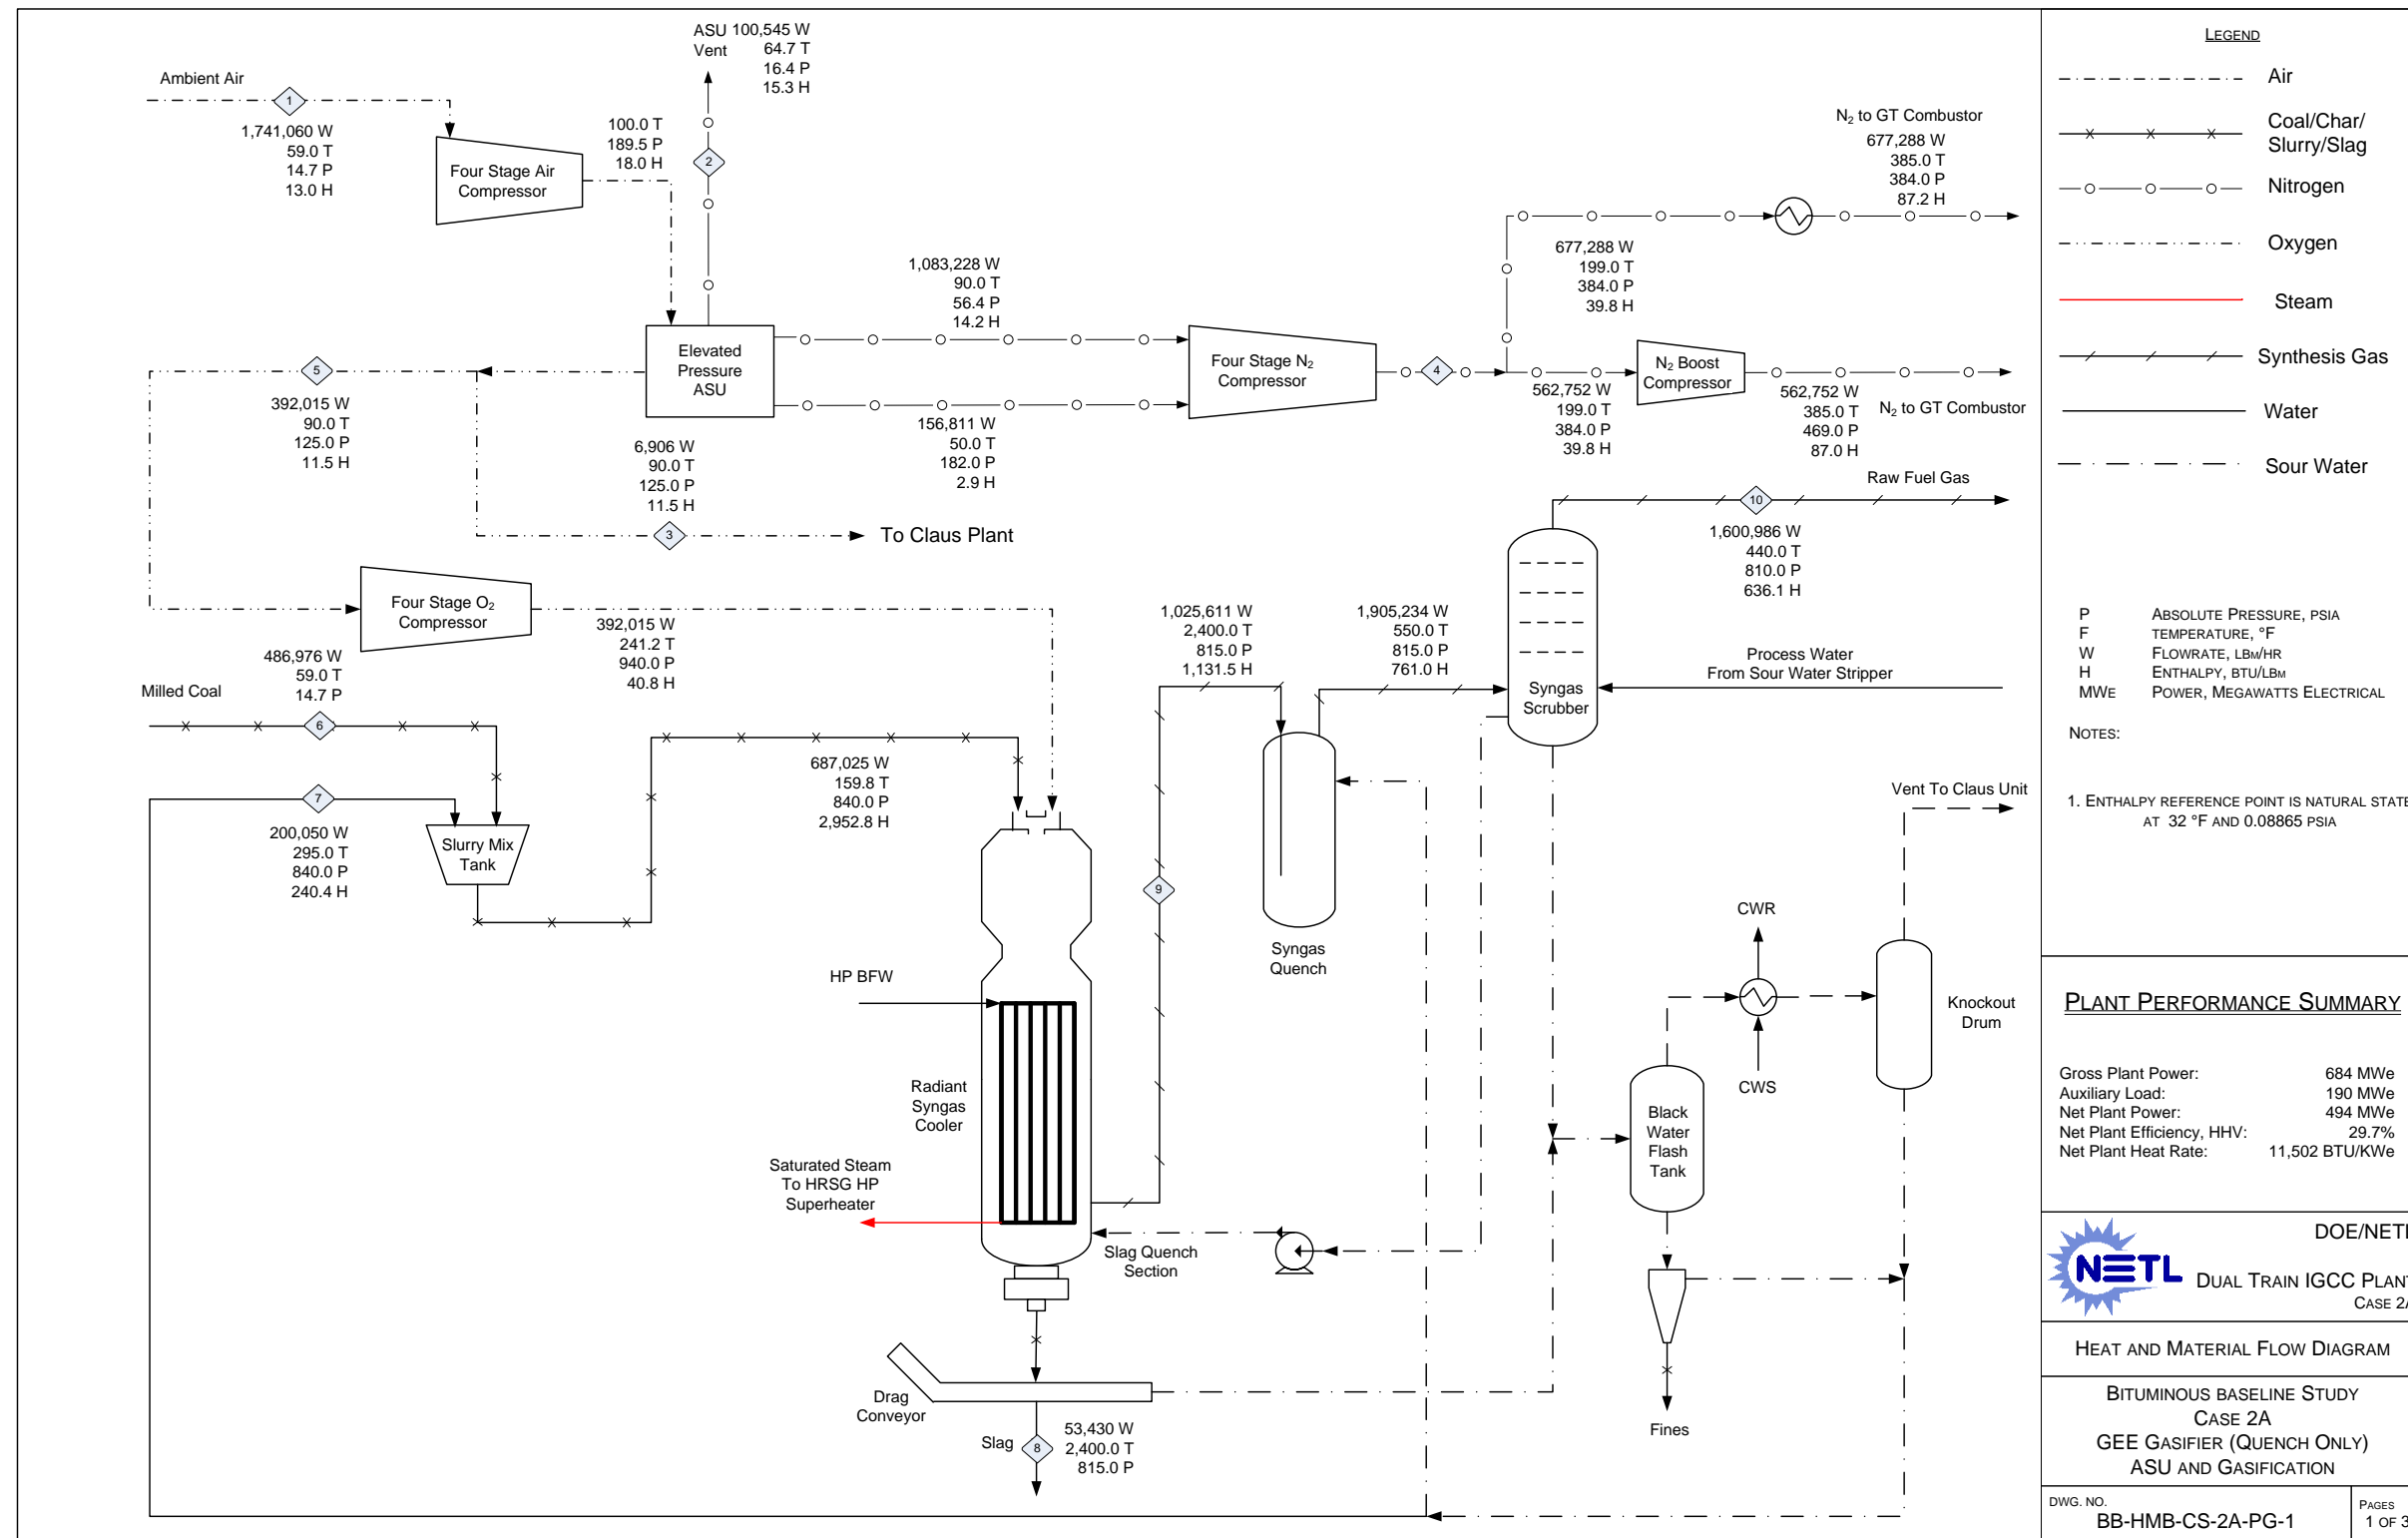 ASU 100,545 W
Vent 64.7 T
16.4 P
15.3 H
Ambient Air
1
1,741,060 W
59.0 T
14.7 P
13.0 H
Four Stage Air
Compressor
100.0 T
189.5 P
18.0 H
2
N2 to GT Combustor
677,288 W
385.0 T
384.0 P
87.2 H
1,083,228 W
90.0 T
56.4 P
14.2 H
677,288 W
199.0 T
384.0 P
39.8 H
Elevated
Pressure
ASU
Four Stage N2
Compressor
4
N2 Boost
Compressor
562,752 W
199.0 T
384.0 P
39.8 H
562,752 W
385.0 T
469.0 P
87.0 H
N2 to GT Combustor
5
392,015 W
90.0 T
125.0 P
11.5 H
6,906 W
90.0 T
125.0 P
11.5 H
156,811 W
50.0 T
182.0 P
2.9 H
3
To Claus Plant
Raw Fuel Gas
10
1,600,986 W
440.0 T
810.0 P
636.1 H
Four Stage O2
Compressor
392,015 W
241.2 T
940.0 P
40.8 H
486,976 W
59.0 T
14.7 P
Milled Coal
6
1,025,611 W
2,400.0 T
815.0 P
1,131.5 H
1,905,234 W
550.0 T
815.0 P
761.0 H
Syngas
Scrubber
Process Water
From Sour Water Stripper
7
200,050 W
295.0 T
840.0 P
240.4 H
Slurry Mix
Tank
687,025 W
159.8 T
840.0 P
2,952.8 H
9
Syngas
Quench
Vent To Claus Unit
CWR
CWS
Knockout
Drum
HP BFW
Radiant
Syngas
Cooler
Saturated Steam
To HRSG HP
Superheater
Slag Quench
Section
Black
Water
Flash
Tank
Fines
Drag
Conveyor
Slag
8
53,430 W
2,400.0 T
815.0 P
LEGEND
Air
Coal/Char/
Slurry/Slag
Nitrogen
Oxygen
Steam
Synthesis Gas
Water
Sour Water
P ABSOLUTE PRESSURE, PSIA
F TEMPERATURE, °F
W FLOWRATE, LBM/HR
H ENTHALPY, BTU/LBM
MWE POWER, MEGAWATTS ELECTRICAL
NOTES:
1. ENTHALPY REFERENCE POINT IS NATURAL STATE
AT 32 °F AND 0.08865 PSIA
PLANT PERFORMANCE SUMMARY
Gross Plant Power: 684 MWe
Auxiliary Load: 190 MWe
Net Plant Power: 494 MWe
Net Plant Efficiency, HHV: 29.7%
Net Plant Heat Rate: 11,502 BTU/KWe
NETL
DOE/NETL
DUAL TRAIN IGCC PLANT
CASE 2A
HEAT AND MATERIAL FLOW DIAGRAM
BITUMINOUS BASELINE STUDY
CASE 2A
GEE GASIFIER (QUENCH ONLY)
ASU AND GASIFICATION
DWG. NO.
BB-HMB-CS-2A-PG-1
PAGES
1 OF 3